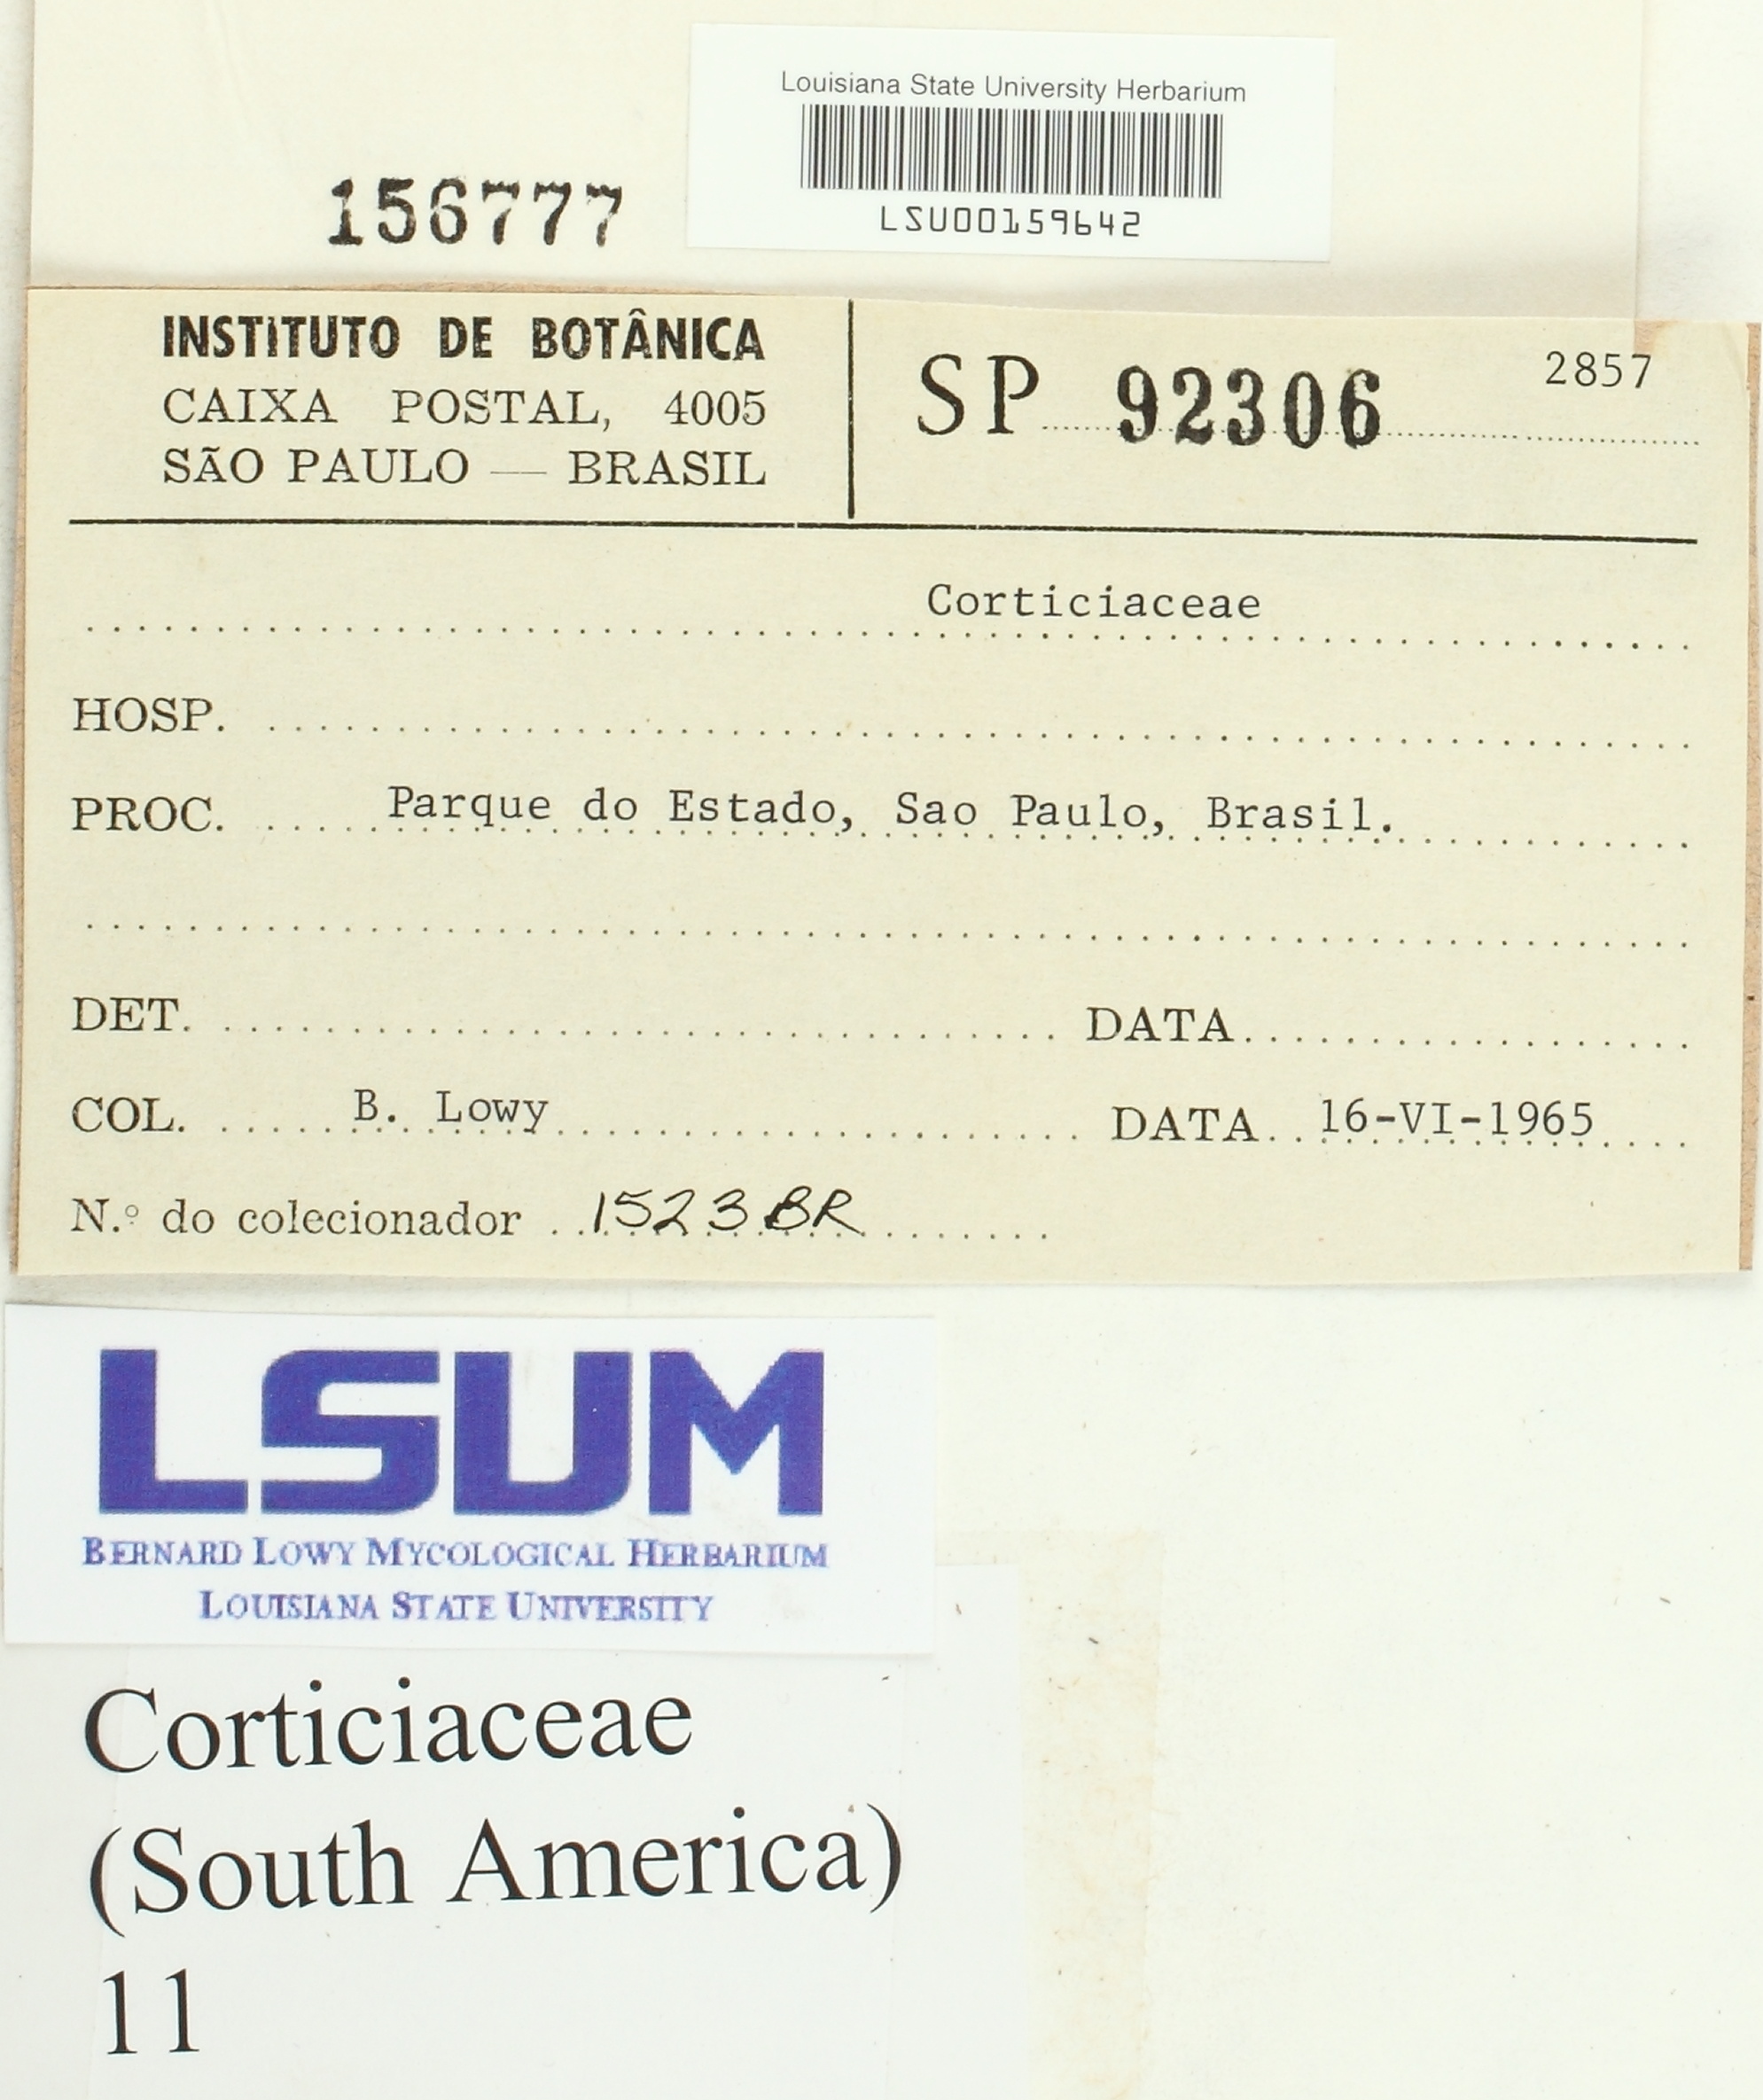 Louisiana State University Herbarium
LSU00159642
156777
INSTITUTO DE BOTÂNICA
CAIXA POSTAL, 4005
SÃO PAULO — BRASIL
SP 92306
2857
Corticiaceae
HOSP.
PROC. Parque do Estado, Sao Paulo, Brasil.
DET. DATA
COL. B. Lowy DATA 16-VI-1965
N.º do colecionador 1523 BR
LSUM
BERNARD LOWY MYCOLOGICAL HERBARIUM
LOUISIANA STATE UNIVERSITY
Corticiaceae
(South America)
11